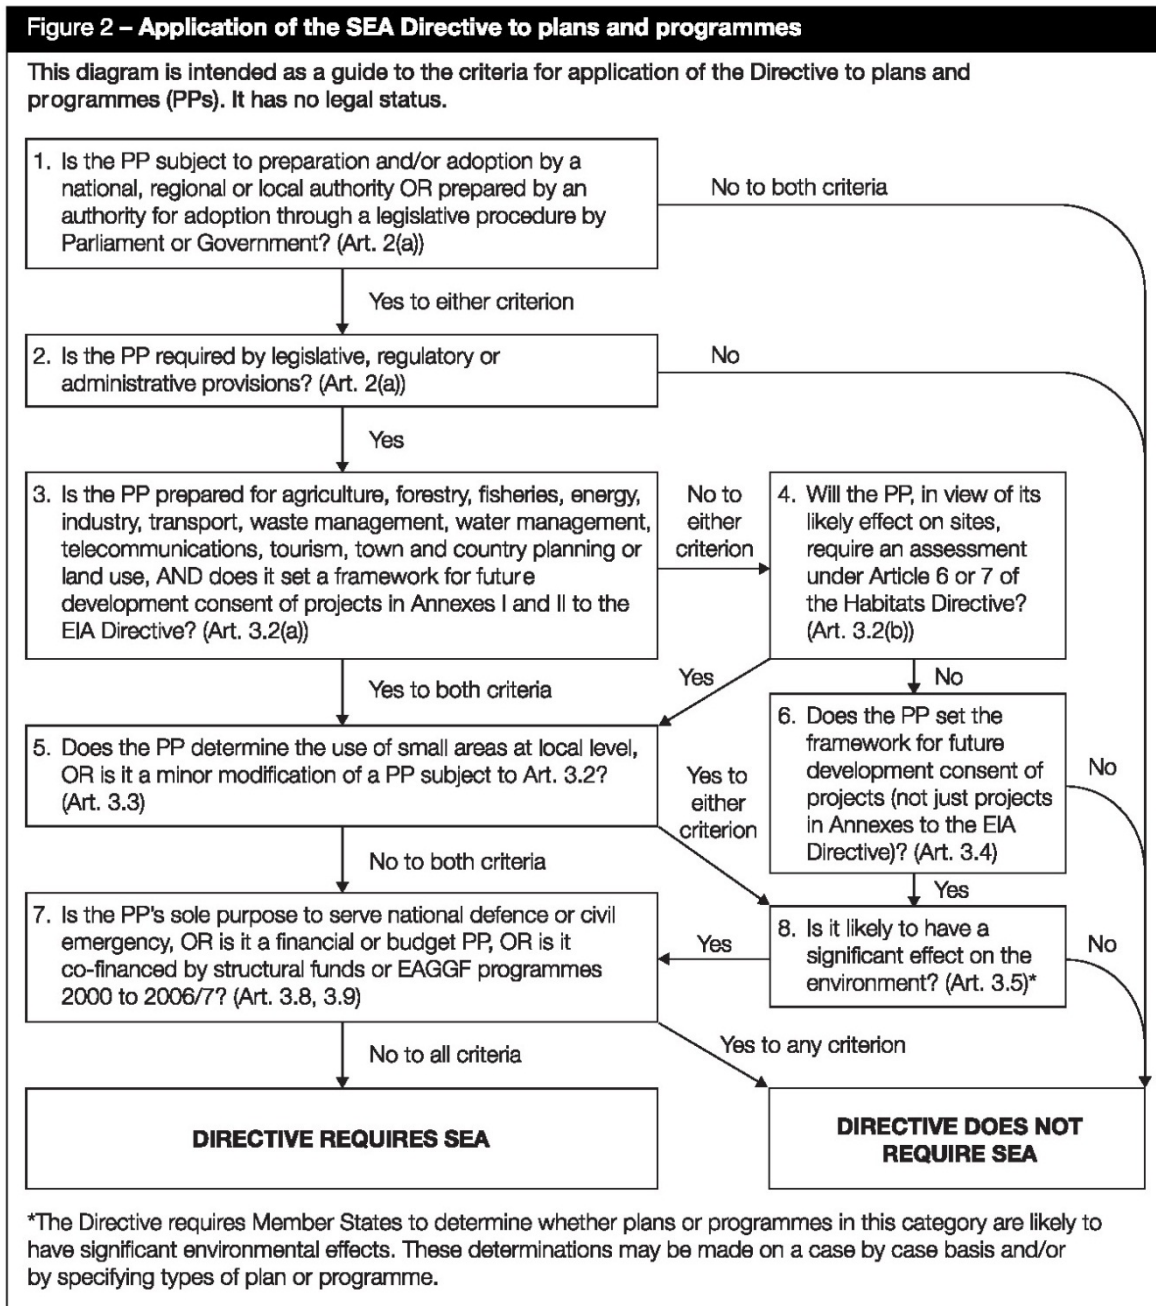 Figure 2 – Application of the SEA Directive to plans and programmes
This diagram is intended as a guide to the criteria for application of the Directive to plans and
programmes (PPs). It has no legal status.
1. Is the PP subject to preparation and/or adoption by a
national, regional or local authority OR prepared by an
authority for adoption through a legislative procedure by
Parliament or Government? (Art. 2(a))
No to both criteria
Yes to either criterion
2. Is the PP required by legislative, regulatory or
administrative provisions? (Art. 2(a))
No
Yes
3. Is the PP prepared for agriculture, forestry, fisheries, energy,
industry, transport, waste management, water management,
telecommunications, tourism, town and country planning or
land use, AND does it set a framework for future
development consent of projects in Annexes I and II to the
EIA Directive? (Art. 3.2(a))
No to
either
criterion
4. Will the PP, in view of its
likely effect on sites,
require an assessment
under Article 6 or 7 of
the Habitats Directive?
(Art. 3.2(b))
Yes to both criteria
Yes
No
5. Does the PP determine the use of small areas at local level,
OR is it a minor modification of a PP subject to Art. 3.2?
(Art. 3.3)
Yes to
either
criterion
6. Does the PP set the
framework for future
development consent of
projects (not just projects
in Annexes to the EIA
Directive)? (Art. 3.4)
No
No to both criteria
Yes
7. Is the PP's sole purpose to serve national defence or civil
emergency, OR is it a financial or budget PP, OR is it
co-financed by structural funds or EAGGF programmes
2000 to 2006/7? (Art. 3.8, 3.9)
Yes
8. Is it likely to have a
significant effect on the
environment? (Art. 3.5)*
No
No to all criteria
Yes to any criterion
DIRECTIVE REQUIRES SEA
DIRECTIVE DOES NOT
REQUIRE SEA
*The Directive requires Member States to determine whether plans or programmes in this category are likely to
have significant environmental effects. These determinations may be made on a case by case basis and/or
by specifying types of plan or programme.